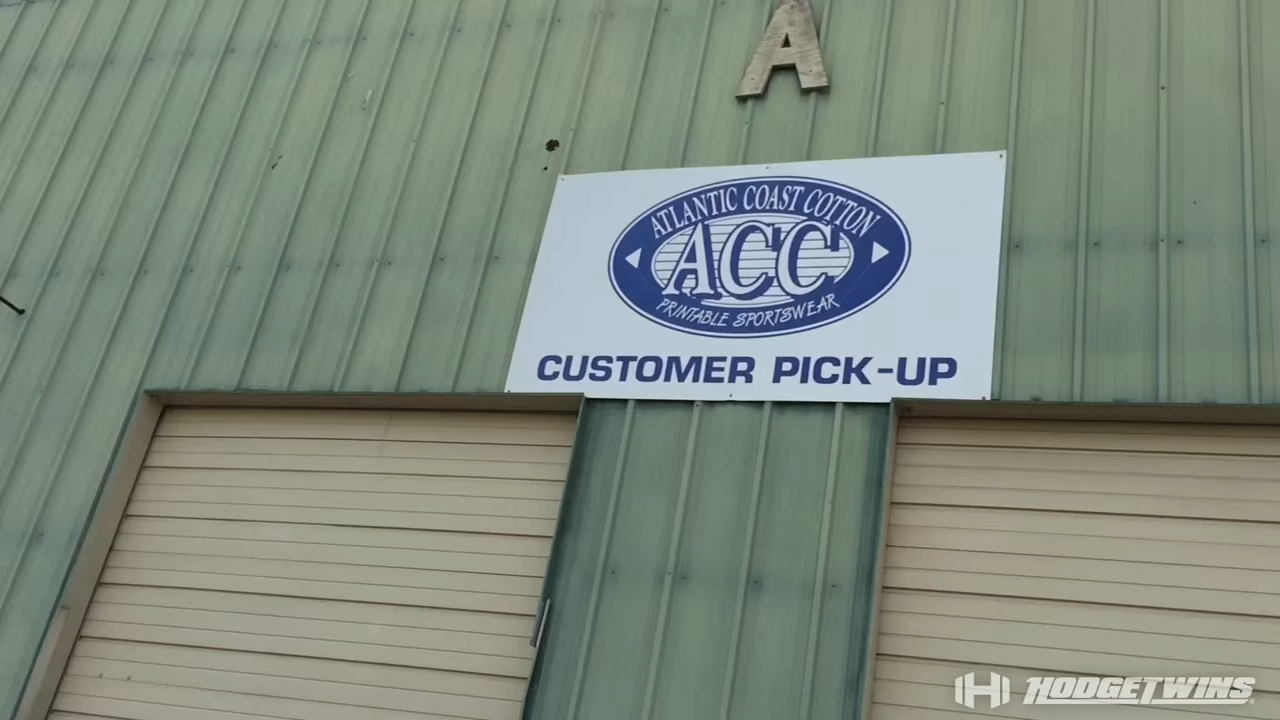 A
ATLANTIC COAST COTTON
ACC
PRINTABLE SPORTSWEAR
CUSTOMER PICK-UP
H HODGETWINS